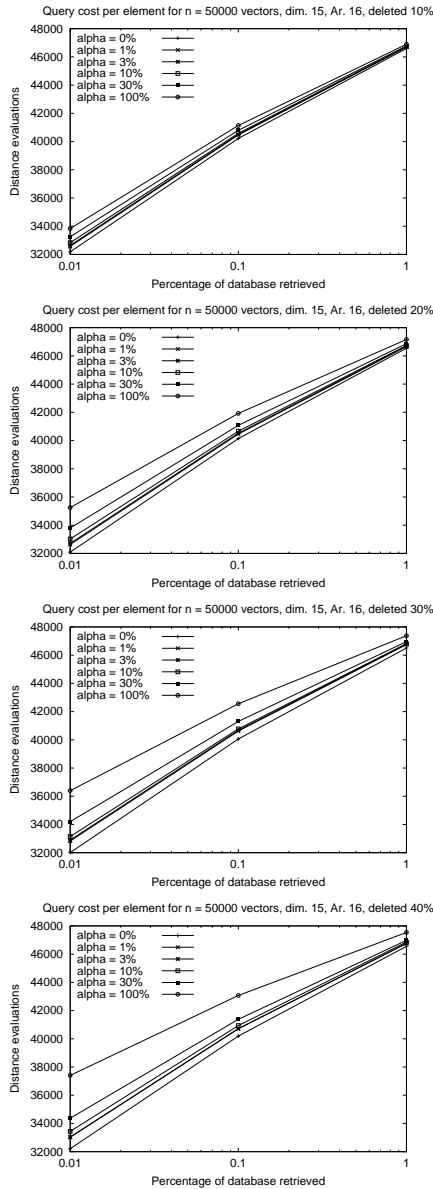 Query cost per element for n = 50000 vectors, dim. 15, Ar. 16, deleted 10%
48000
46000
44000
42000
40000
38000
36000
34000
32000
Distance evaluations
alpha = 0%
alpha = 1%
alpha = 3%
alpha = 10%
alpha = 30%
alpha = 100%
0.01
0.1
1
Percentage of database retrieved
Query cost per element for n = 50000 vectors, dim. 15, Ar. 16, deleted 20%
48000
46000
44000
42000
40000
38000
36000
34000
32000
Distance evaluations
alpha = 0%
alpha = 1%
alpha = 3%
alpha = 10%
alpha = 30%
alpha = 100%
0.01
0.1
1
Percentage of database retrieved
Query cost per element for n = 50000 vectors, dim. 15, Ar. 16, deleted 30%
48000
46000
44000
42000
40000
38000
36000
34000
32000
Distance evaluations
alpha = 0%
alpha = 1%
alpha = 3%
alpha = 10%
alpha = 30%
alpha = 100%
0.01
0.1
1
Percentage of database retrieved
Query cost per element for n = 50000 vectors, dim. 15, Ar. 16, deleted 40%
48000
46000
44000
42000
40000
38000
36000
34000
32000
Distance evaluations
alpha = 0%
alpha = 1%
alpha = 3%
alpha = 10%
alpha = 30%
alpha = 100%
0.01
0.1
1
Percentage of database retrieved